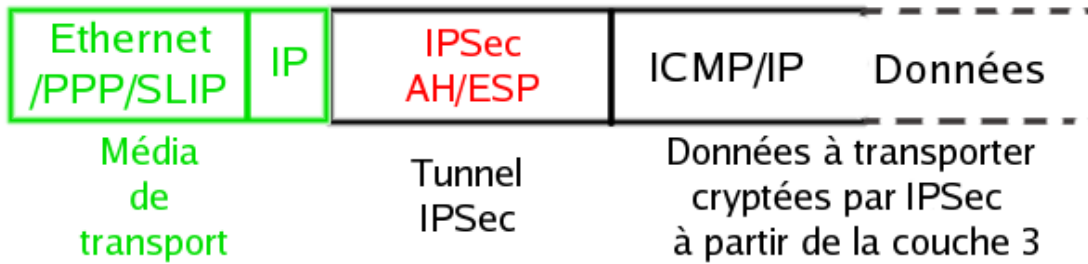 Ethernet
/PPP/SLIP
IP
IPSec
AH/ESP
ICMP/IP
Données
Média
de
transport
Tunnel
IPSec
Données à transporter
cryptées par IPSec
à partir de la couche 3